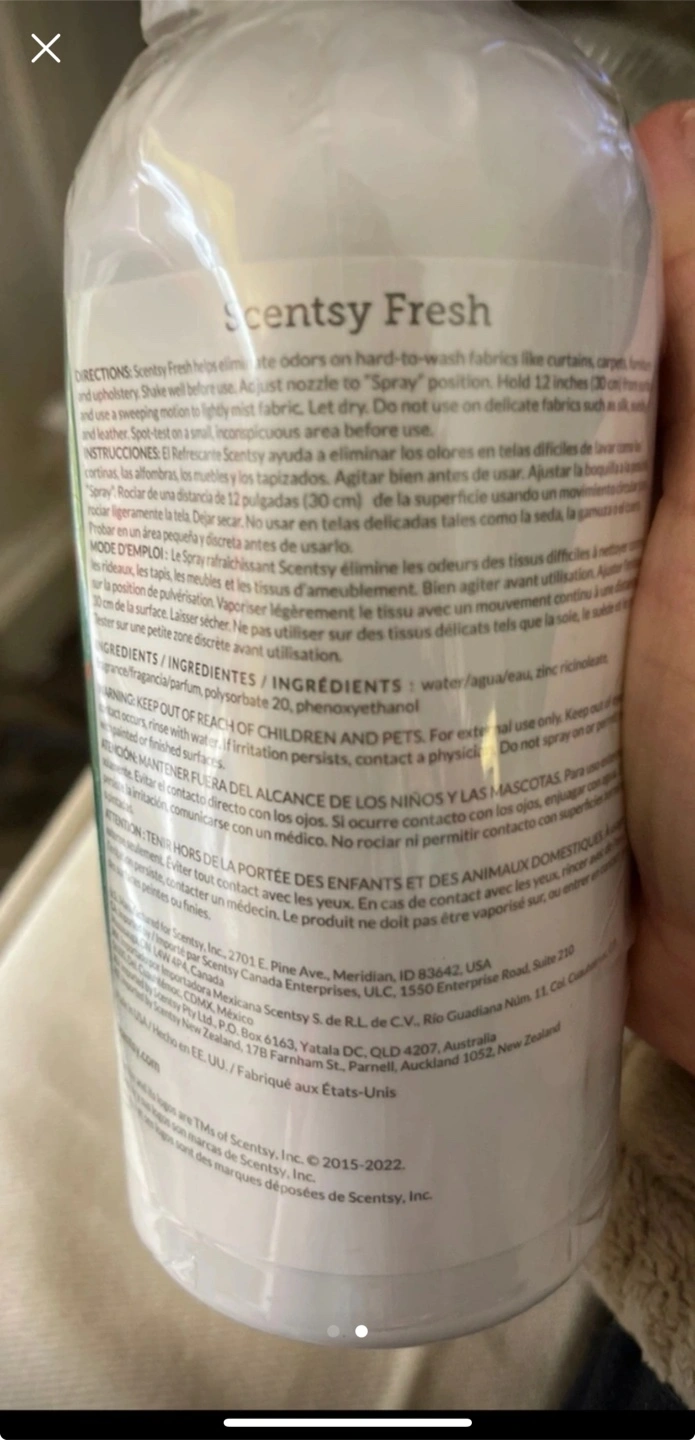 Scentsy Fresh
DIRECTIONS: Scentsy Fresh helps eliminate odors on hard-to-wash fabrics like curtains, carpets, furniture
and upholstery. Shake well before use. Adjust nozzle to "Spray" position. Hold 12 inches (30 cm) from
and use a sweeping motion to lightly mist fabric. Let dry. Do not use on delicate fabrics such as silk,
and leather. Spot-test on a small, inconspicuous area before use.
INSTRUCCIONES: El Refrescante Scentsy ayuda a eliminar los olores en telas difíciles de lavar como las
cortinas, las alfombras, los muebles y los tapizados. Agitar bien antes de usar. Ajustar la boquilla a la
"Spray". Rociar de una distancia de 12 pulgadas (30 cm) de la superficie usando un movimiento
rociar ligeramente la tela. Dejar secar. No usar en telas delicadas tales como la seda, la gamuza o el
Probar en un área pequeña y discreta antes de usarlo.
MODE D'EMPLOI : Le Spray rafraîchissant Scentsy élimine les odeurs des tissus difficiles à nettoyer
les rideaux, les tapis, les meubles et les tissus d'ameublement. Bien agiter avant utilisation. Ajuster
sur la position de pulvérisation. Vaporiser légèrement le tissu avec un mouvement continu à une
30 cm de la surface. Laisser sécher. Ne pas utiliser sur des tissus délicats tels que la soie, le
Tester sur une petite zone discrète avant utilisation.
INGREDIENTS / INGREDIENTES / INGRÉDIENTS : water/agua/eau, zinc ricinoleate,
fragrance/fragancia/parfum, polysorbate 20, phenoxyethanol
WARNING: KEEP OUT OF REACH OF CHILDREN AND PETS. For external use only. Keep out of
contact occurs, rinse with water. If irritation persists, contact a physician. Do not spray on or
painted or finished surfaces.
ATENCIÓN: MANTENER FUERA DEL ALCANCE DE LOS NIÑOS Y LAS MASCOTAS. Para uso
Evitar el contacto directo con los ojos. Si ocurre contacto con los ojos, enjuagar con
la irritación, comunicarse con un médico. No rociar ni permitir contacto con superficies
ATTENTION : TENIR HORS DE LA PORTÉE DES ENFANTS ET DES ANIMAUX DOMESTIQUES.
seulement. Éviter tout contact avec les yeux. En cas de contact avec les yeux, rincer
persiste, contacter un médecin. Le produit ne doit pas être vaporisé sur, ou entrer
peintes ou finies.
for Scentsy, Inc., 2701 E. Pine Ave., Meridian, ID 83642, USA
Importé par Scentsy Canada Enterprises, ULC, 1550 Enterprise Road, Suite 210
L4W 4P4, Canada
Importadora Mexicana Scentsy S. de R.L. de C.V., Río Guadiana Núm. 11, Col.
CDMX, México
Scentsy Pty Ltd., P.O. Box 6163, Yatala DC, QLD 4207, Australia
Scentsy New Zealand, 17B Farnham St., Parnell, Auckland 1052, New Zealand
USA / Hecho en EE. UU. / Fabriqué aux États-Unis
logos are TMs of Scentsy, Inc. © 2015-2022.
logos son marcas de Scentsy, Inc.
logos sont des marques déposées de Scentsy, Inc.